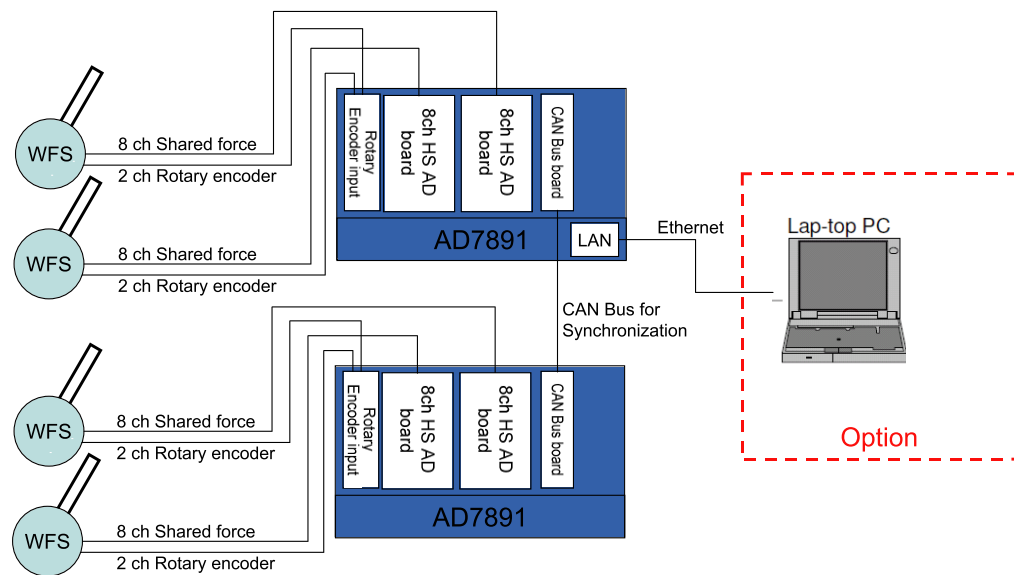 WFS
8 ch Shared force
2 ch Rotary encoder
WFS
8 ch Shared force
2 ch Rotary encoder
Rotary
Encoder input
8ch HS AD
board
8ch HS AD
board
CAN Bus board
AD7891
LAN
Ethernet
Lap-top PC
Option
CAN Bus for
Synchronization
WFS
8 ch Shared force
2 ch Rotary encoder
WFS
8 ch Shared force
2 ch Rotary encoder
Rotary
Encoder input
8ch HS AD
board
8ch HS AD
board
CAN Bus board
AD7891